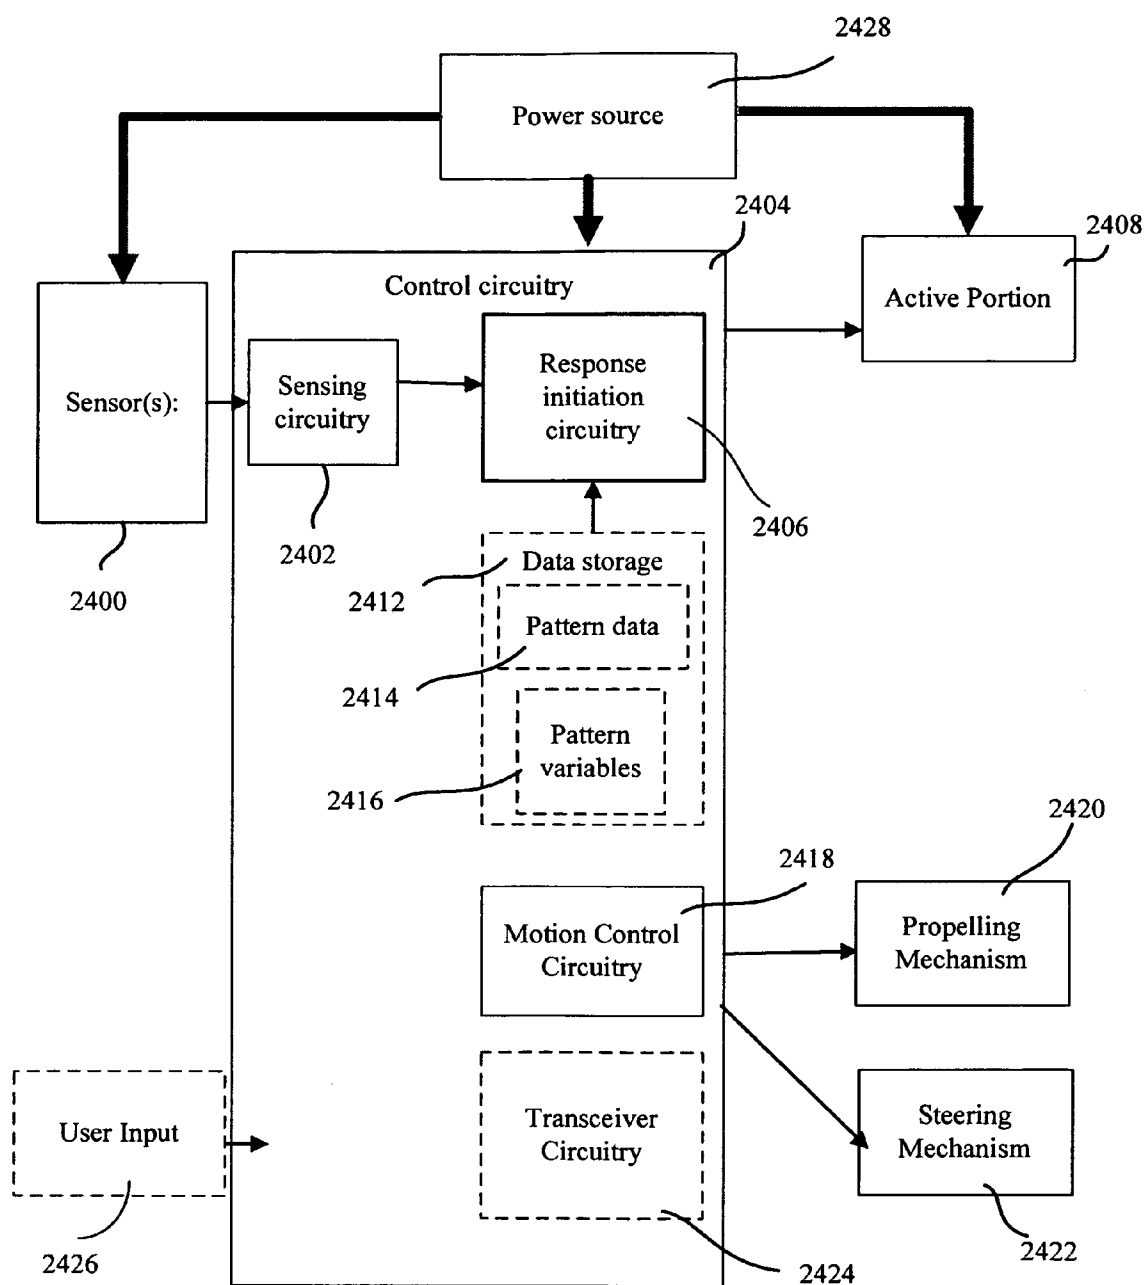 2428
Power source
2404
2408
Control circuitry
Active Portion
Sensor(s):
Sensing
circuitry
Response
initiation
circuitry
2406
2402
2400
Data storage
2412
Pattern data
2414
Pattern
variables
2416
2420
2418
Motion Control
Circuitry
Propelling
Mechanism
User Input
Transceiver
Circuitry
Steering
Mechanism
2426
2424
2422